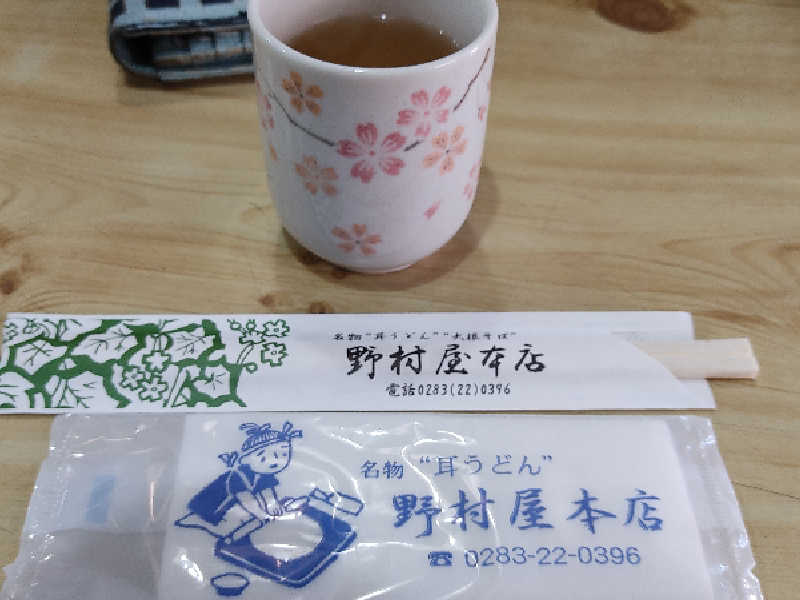 名物 "耳うどん" "大根そば"
野村屋本店
電話0283(22)0396
名物 "耳うどん"
野村屋本店
☎ 0283-22-0396